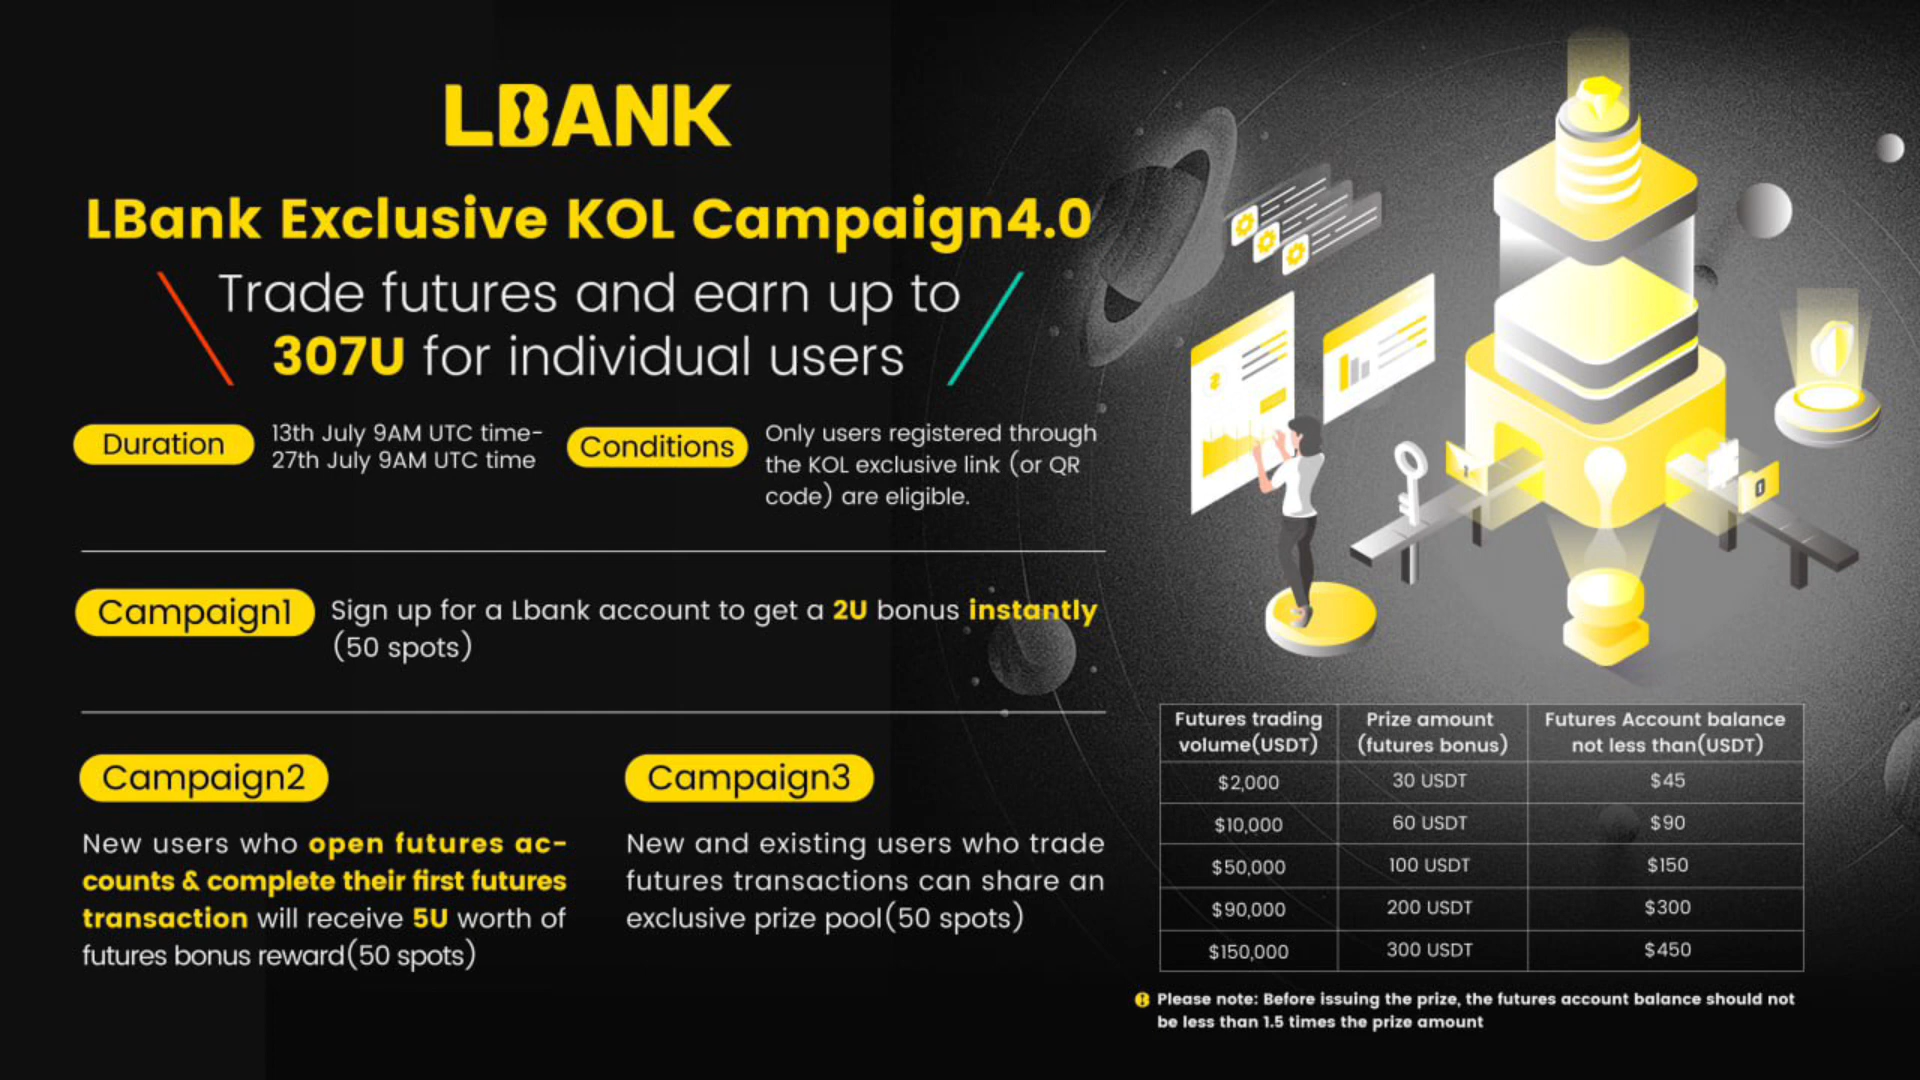 LBANK
LBank Exclusive KOL Campaign4.0
Trade futures and earn up to
307U for individual users
Duration
13th July 9AM UTC time-
27th July 9AM UTC time
Conditions
Only users registered through
the KOL exclusive link (or QR
code) are eligible.
Campaign1
Sign up for a Lbank account to get a 2U bonus instantly
(50 spots)
Campaign2
New users who open futures ac-
counts & complete their first futures
transaction will receive 5U worth of
futures bonus reward(50 spots)
Campaign3
New and existing users who trade
futures transactions can share an
exclusive prize pool(50 spots)
Futures trading volume(USDT) Prize amount (futures bonus) Futures Account balance not less than(USDT)
$2,000 30 USDT $45
$10,000 60 USDT $90
$50,000 100 USDT $150
$90,000 200 USDT $300
$150,000 300 USDT $450
Please note: Before issuing the prize, the futures account balance should not
be less than 1.5 times the prize amount